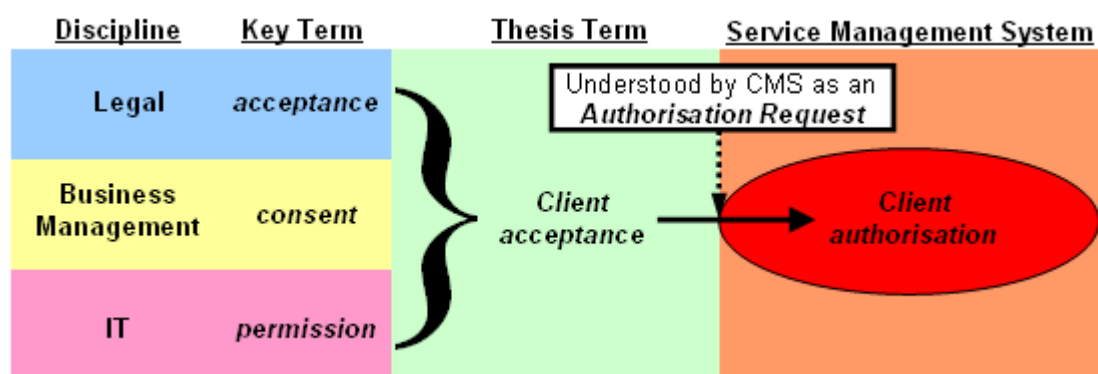 Discipline Key Term Thesis Term Service Management System
Understood by CMS as an
Authorisation Request
Legal acceptance
Business
Management
consent
Client
acceptance
Client
authorisation
IT permission